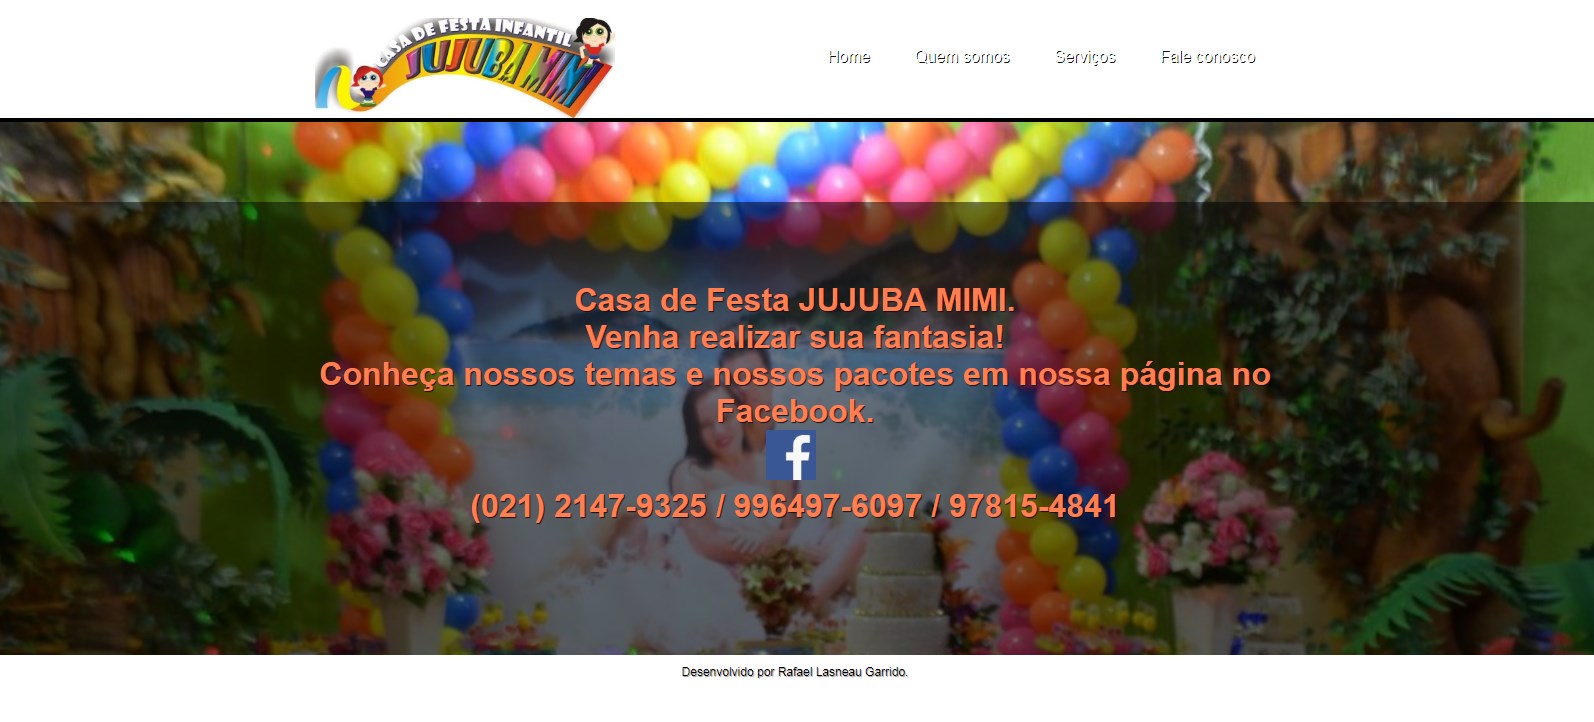 CASA DE FESTA INFANTIL
JUJUBA MIMI
Home Quem somos Serviços Fale conosco
Casa de Festa JUJUBA MIMI.
Venha realizar sua fantasia!
Conheça nossos temas e nossos pacotes em nossa página no
Facebook.
f
(021) 2147-9325 / 996497-6097 / 97815-4841
Desenvolvido por Rafael Lasneau Garrido.